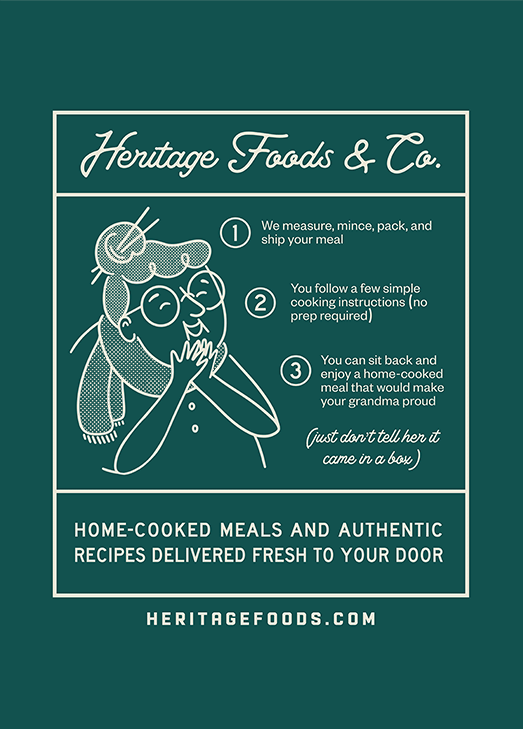 Heritage Foods & Co.
1
We measure, mince, pack, and
ship your meal
2
You follow a few simple
cooking instructions (no
prep required)
3
You can sit back and
enjoy a home-cooked
meal that would make
your grandma proud
(just don't tell her it
came in a box)
HOME-COOKED MEALS AND AUTHENTIC
RECIPES DELIVERED FRESH TO YOUR DOOR
HERITAGEFOODS.COM